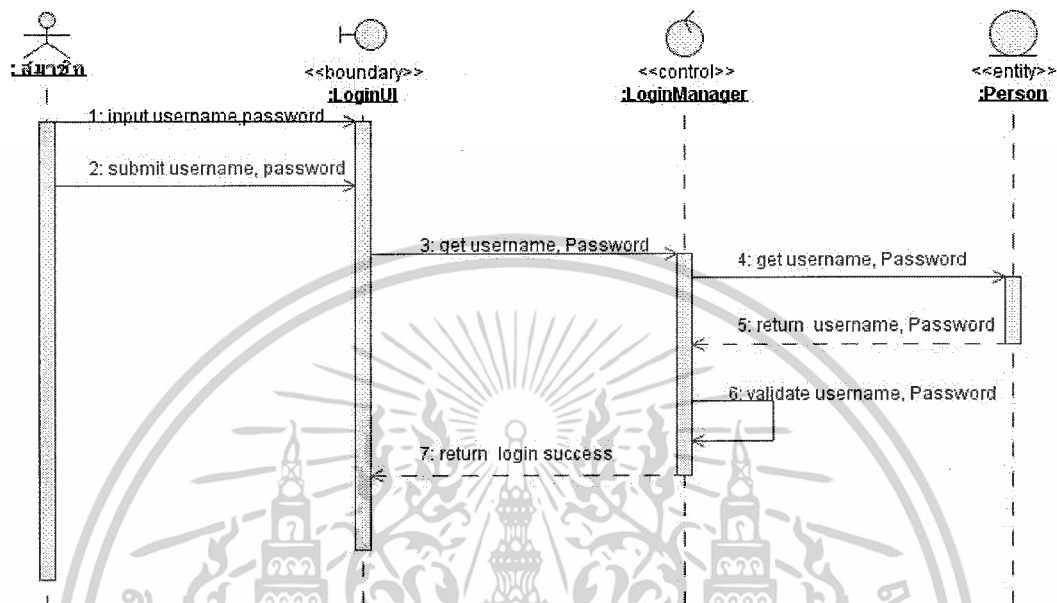 : สมาชิก
<<boundary>>
:LoginUI
<<control>>
:LoginManager
<<entity>>
:Person
1: input username,password
2: submit username, password
3: get username, Password
4: get username, Password
5: return username, Password
6: validate username, Password
7: return login success